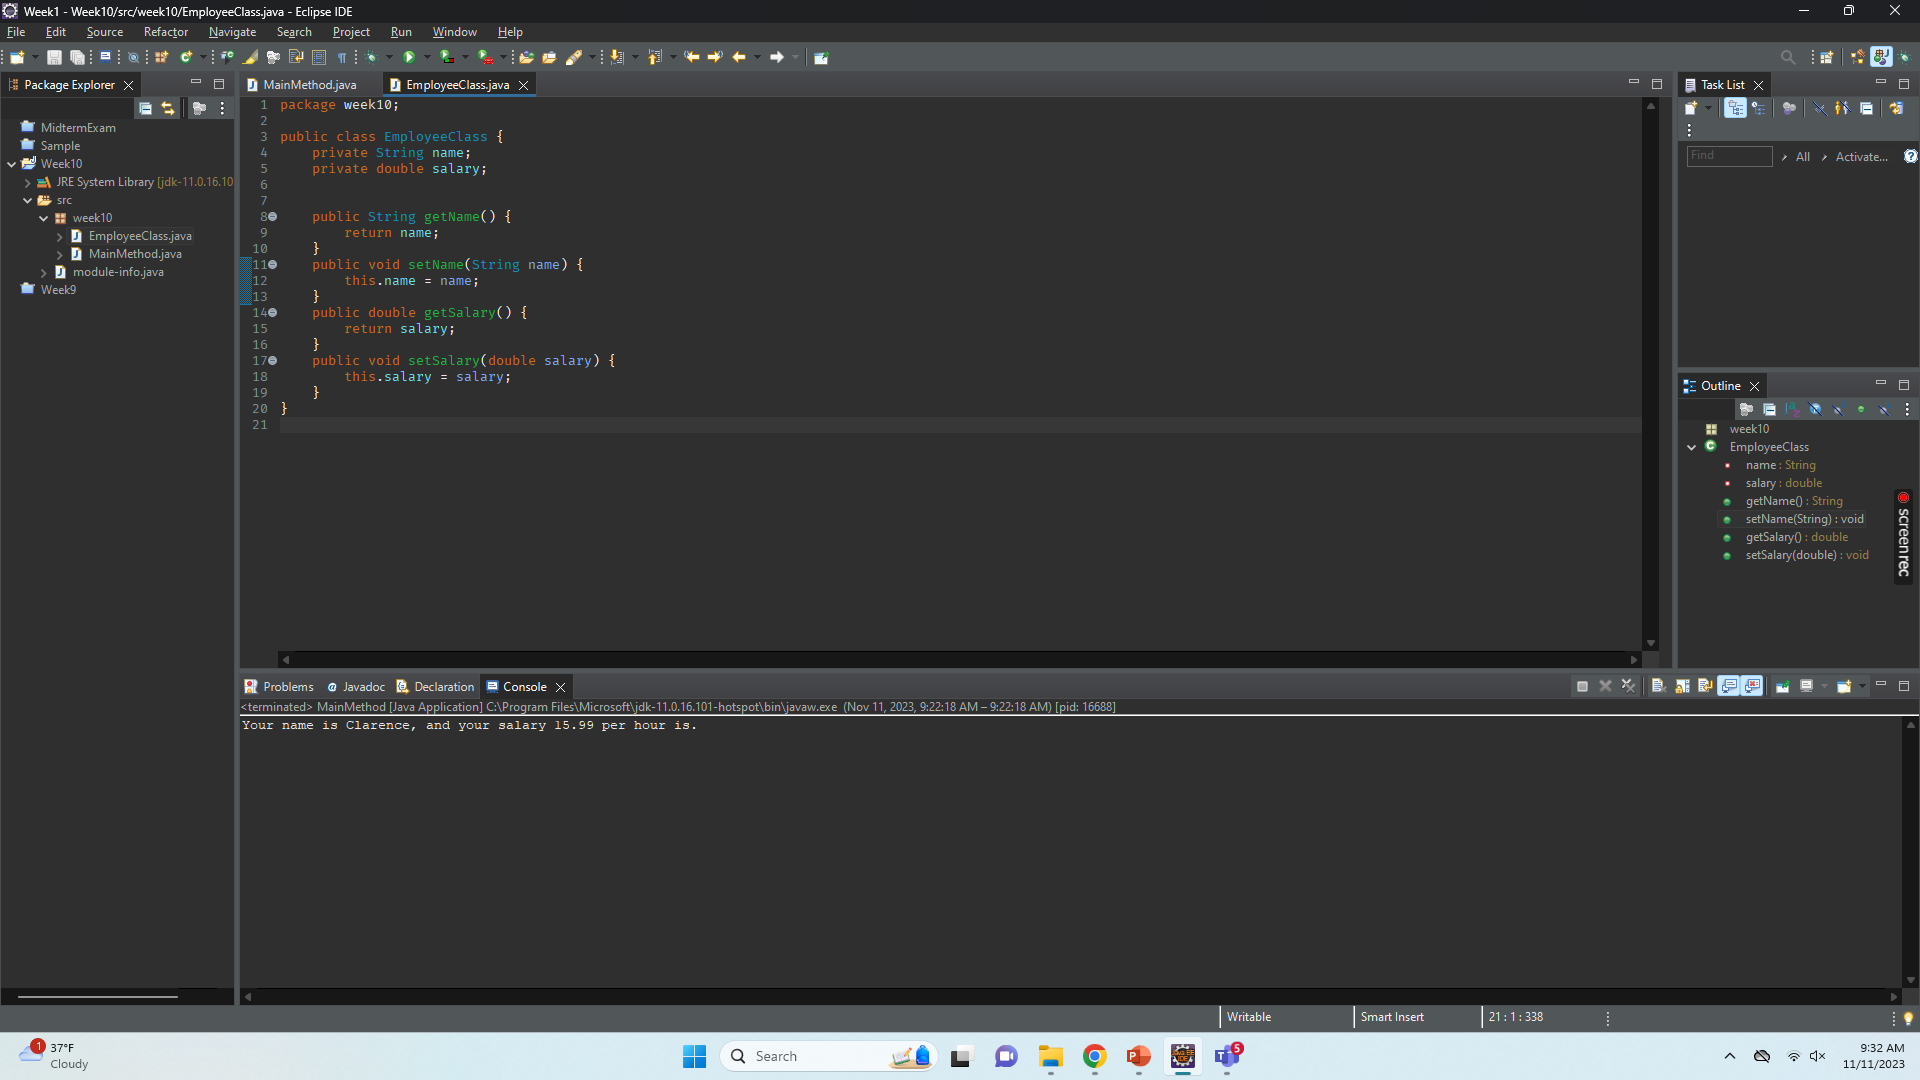 Week1 - Week10/src/week10/EmployeeClass.java - Eclipse IDE
File Edit Source Refactor Navigate Search Project Run Window Help
Package Explorer
MidtermExam
Sample
Week10
JRE System Library [jdk-11.0.16.10
src
week10
EmployeeClass.java
MainMethod.java
module-info.java
Week9
MainMethod.java EmployeeClass.java
1 package week10;
2
3 public class EmployeeClass {
4 private String name;
5 private double salary;
6
7
8 public String getName() {
9 return name;
10 }
11 public void setName(String name) {
12 this.name = name;
13 }
14 public double getSalary() {
15 return salary;
16 }
17 public void setSalary(double salary) {
18 this.salary = salary;
19 }
20 }
21
Task List
Find All Activate...
Outline
week10
EmployeeClass
name : String
salary : double
getName() : String
setName(String) : void
getSalary() : double
setSalary(double) : void
screenrec
Problems Javadoc Declaration Console
<terminated> MainMethod [Java Application] C:\Program Files\Microsoft\jdk-11.0.16.101-hotspot\bin\javaw.exe (Nov 11, 2023, 9:22:18 AM – 9:22:18 AM) [pid: 16688]
Your name is Clarence, and your salary 15.99 per hour is.
Writable Smart Insert 21 : 1 : 338
1
37°F
Cloudy
Search
5
9:32 AM
11/11/2023